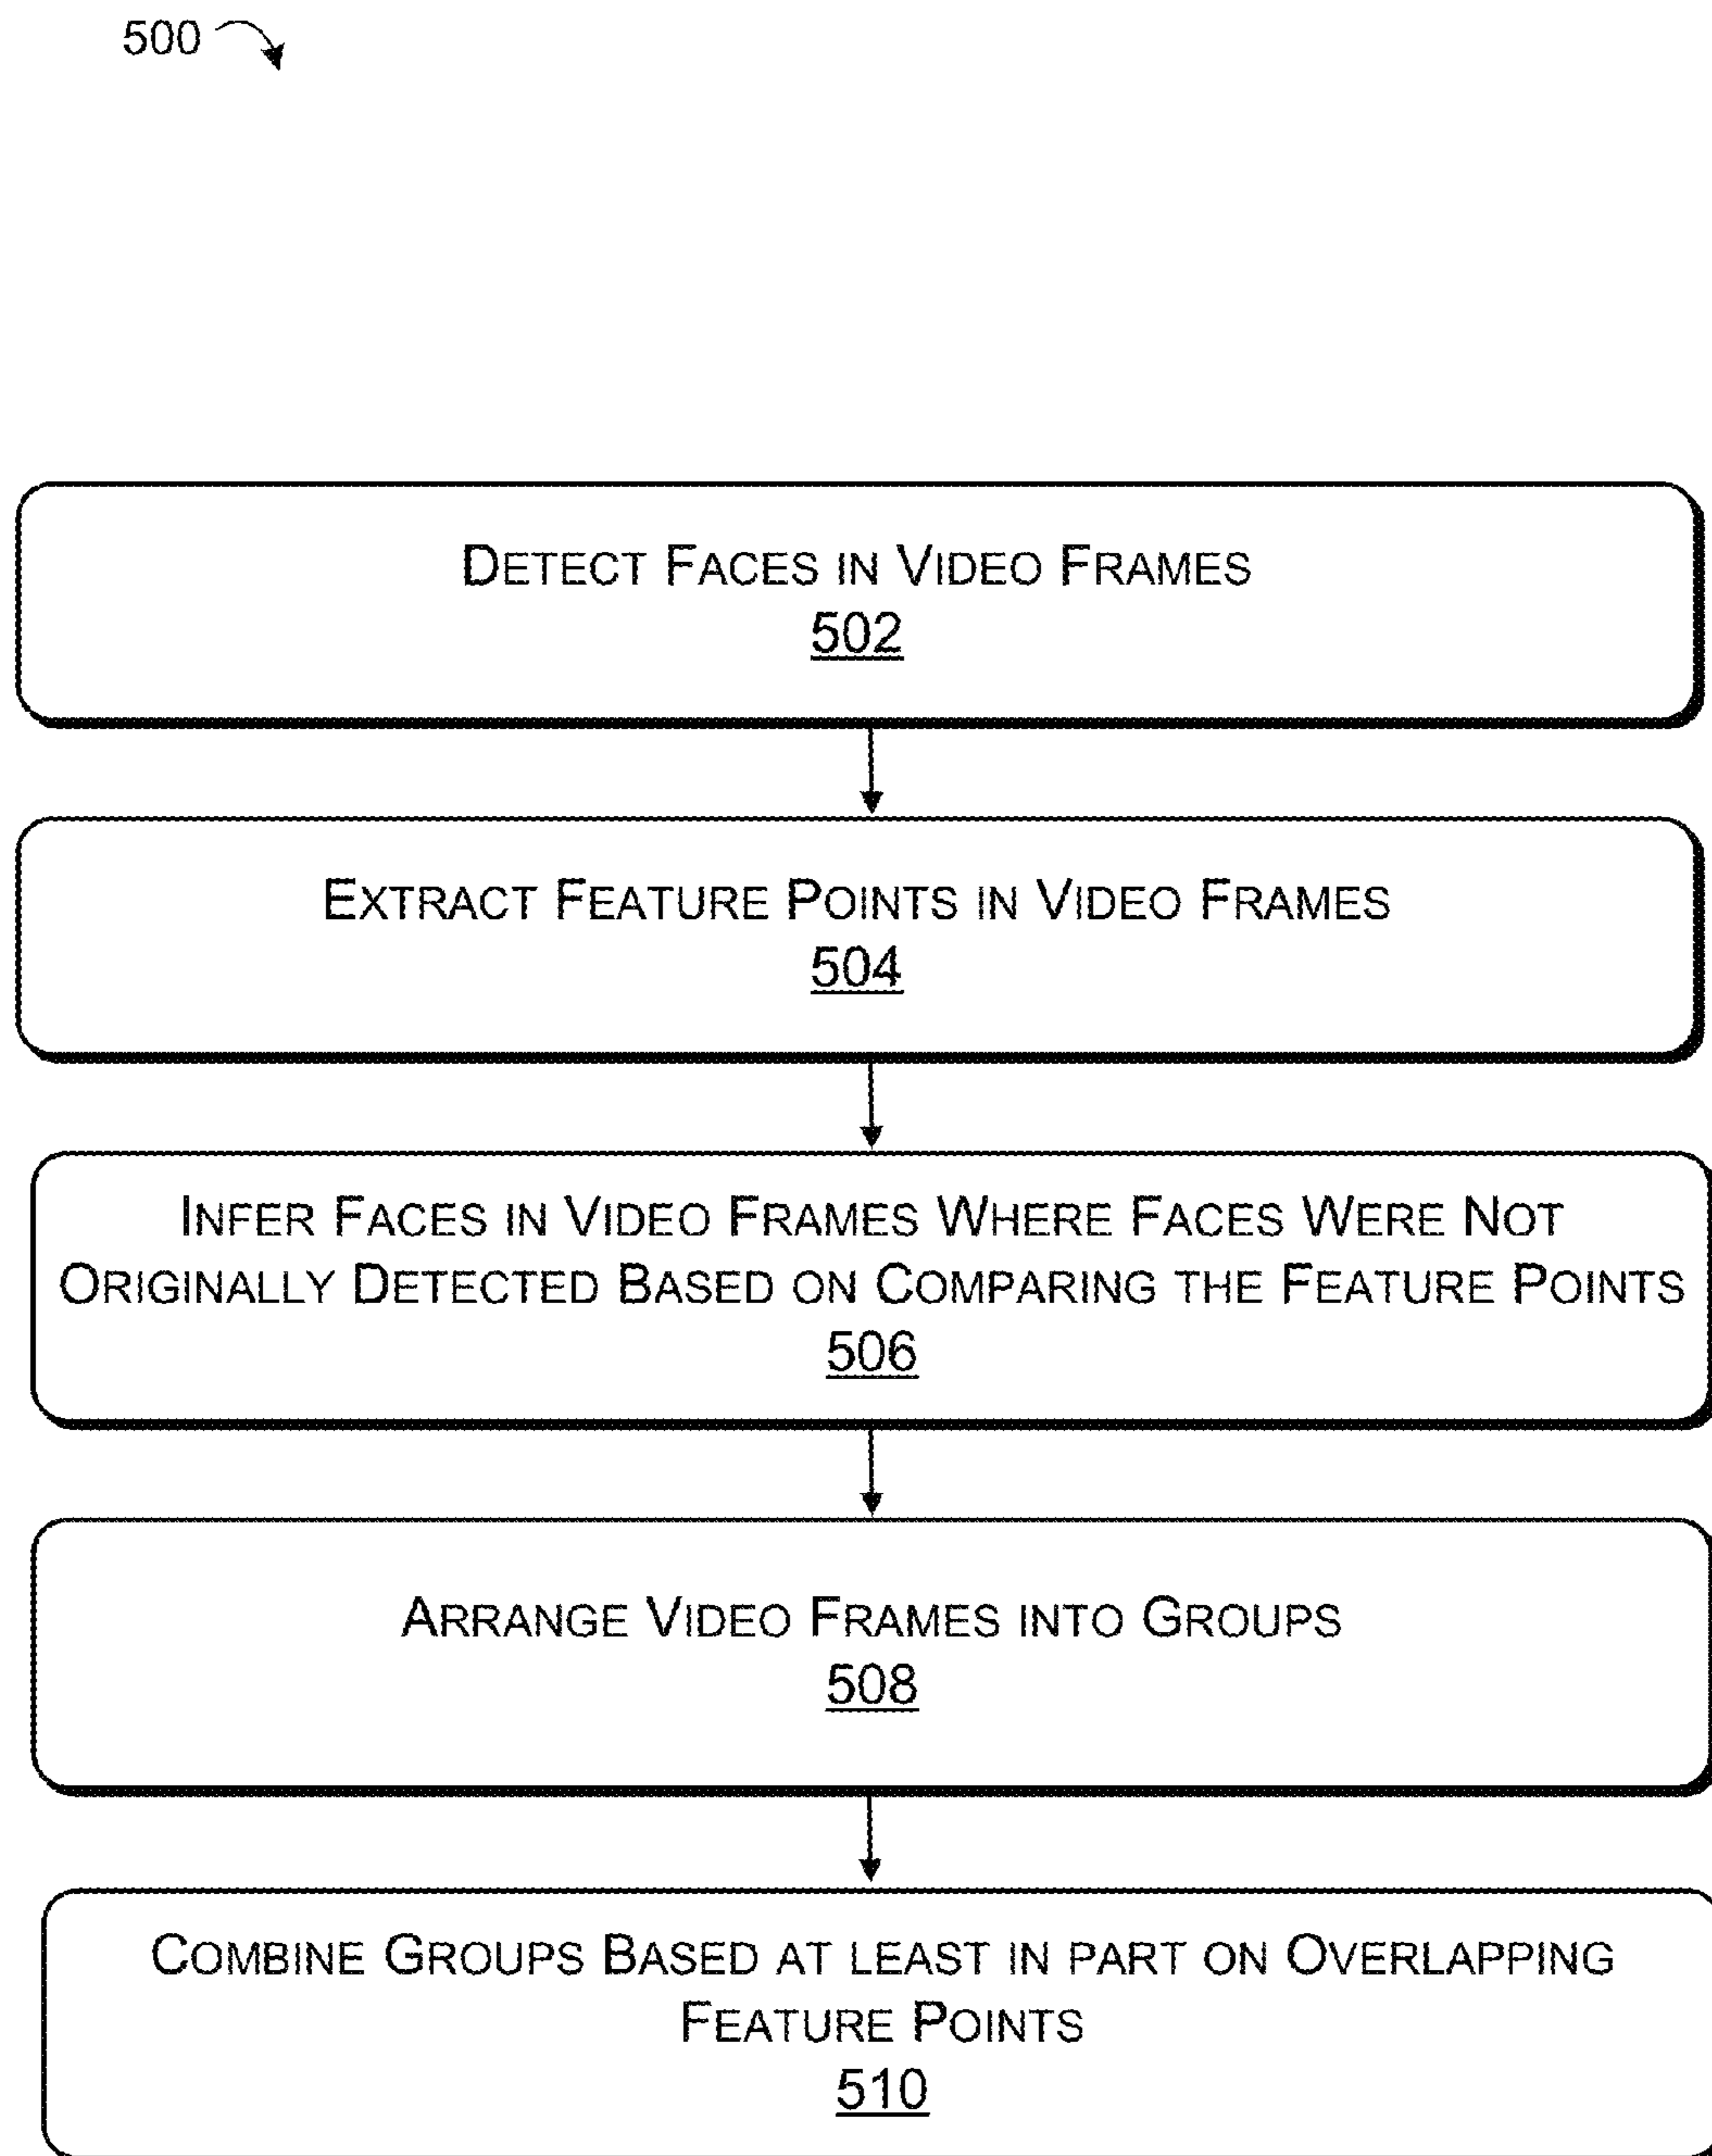 500
DETECT FACES IN VIDEO FRAMES
502
EXTRACT FEATURE POINTS IN VIDEO FRAMES
504
INFER FACES IN VIDEO FRAMES WHERE FACES WERE NOT
ORIGINALLY DETECTED BASED ON COMPARING THE FEATURE POINTS
506
ARRANGE VIDEO FRAMES INTO GROUPS
508
COMBINE GROUPS BASED AT LEAST IN PART ON OVERLAPPING
FEATURE POINTS
510